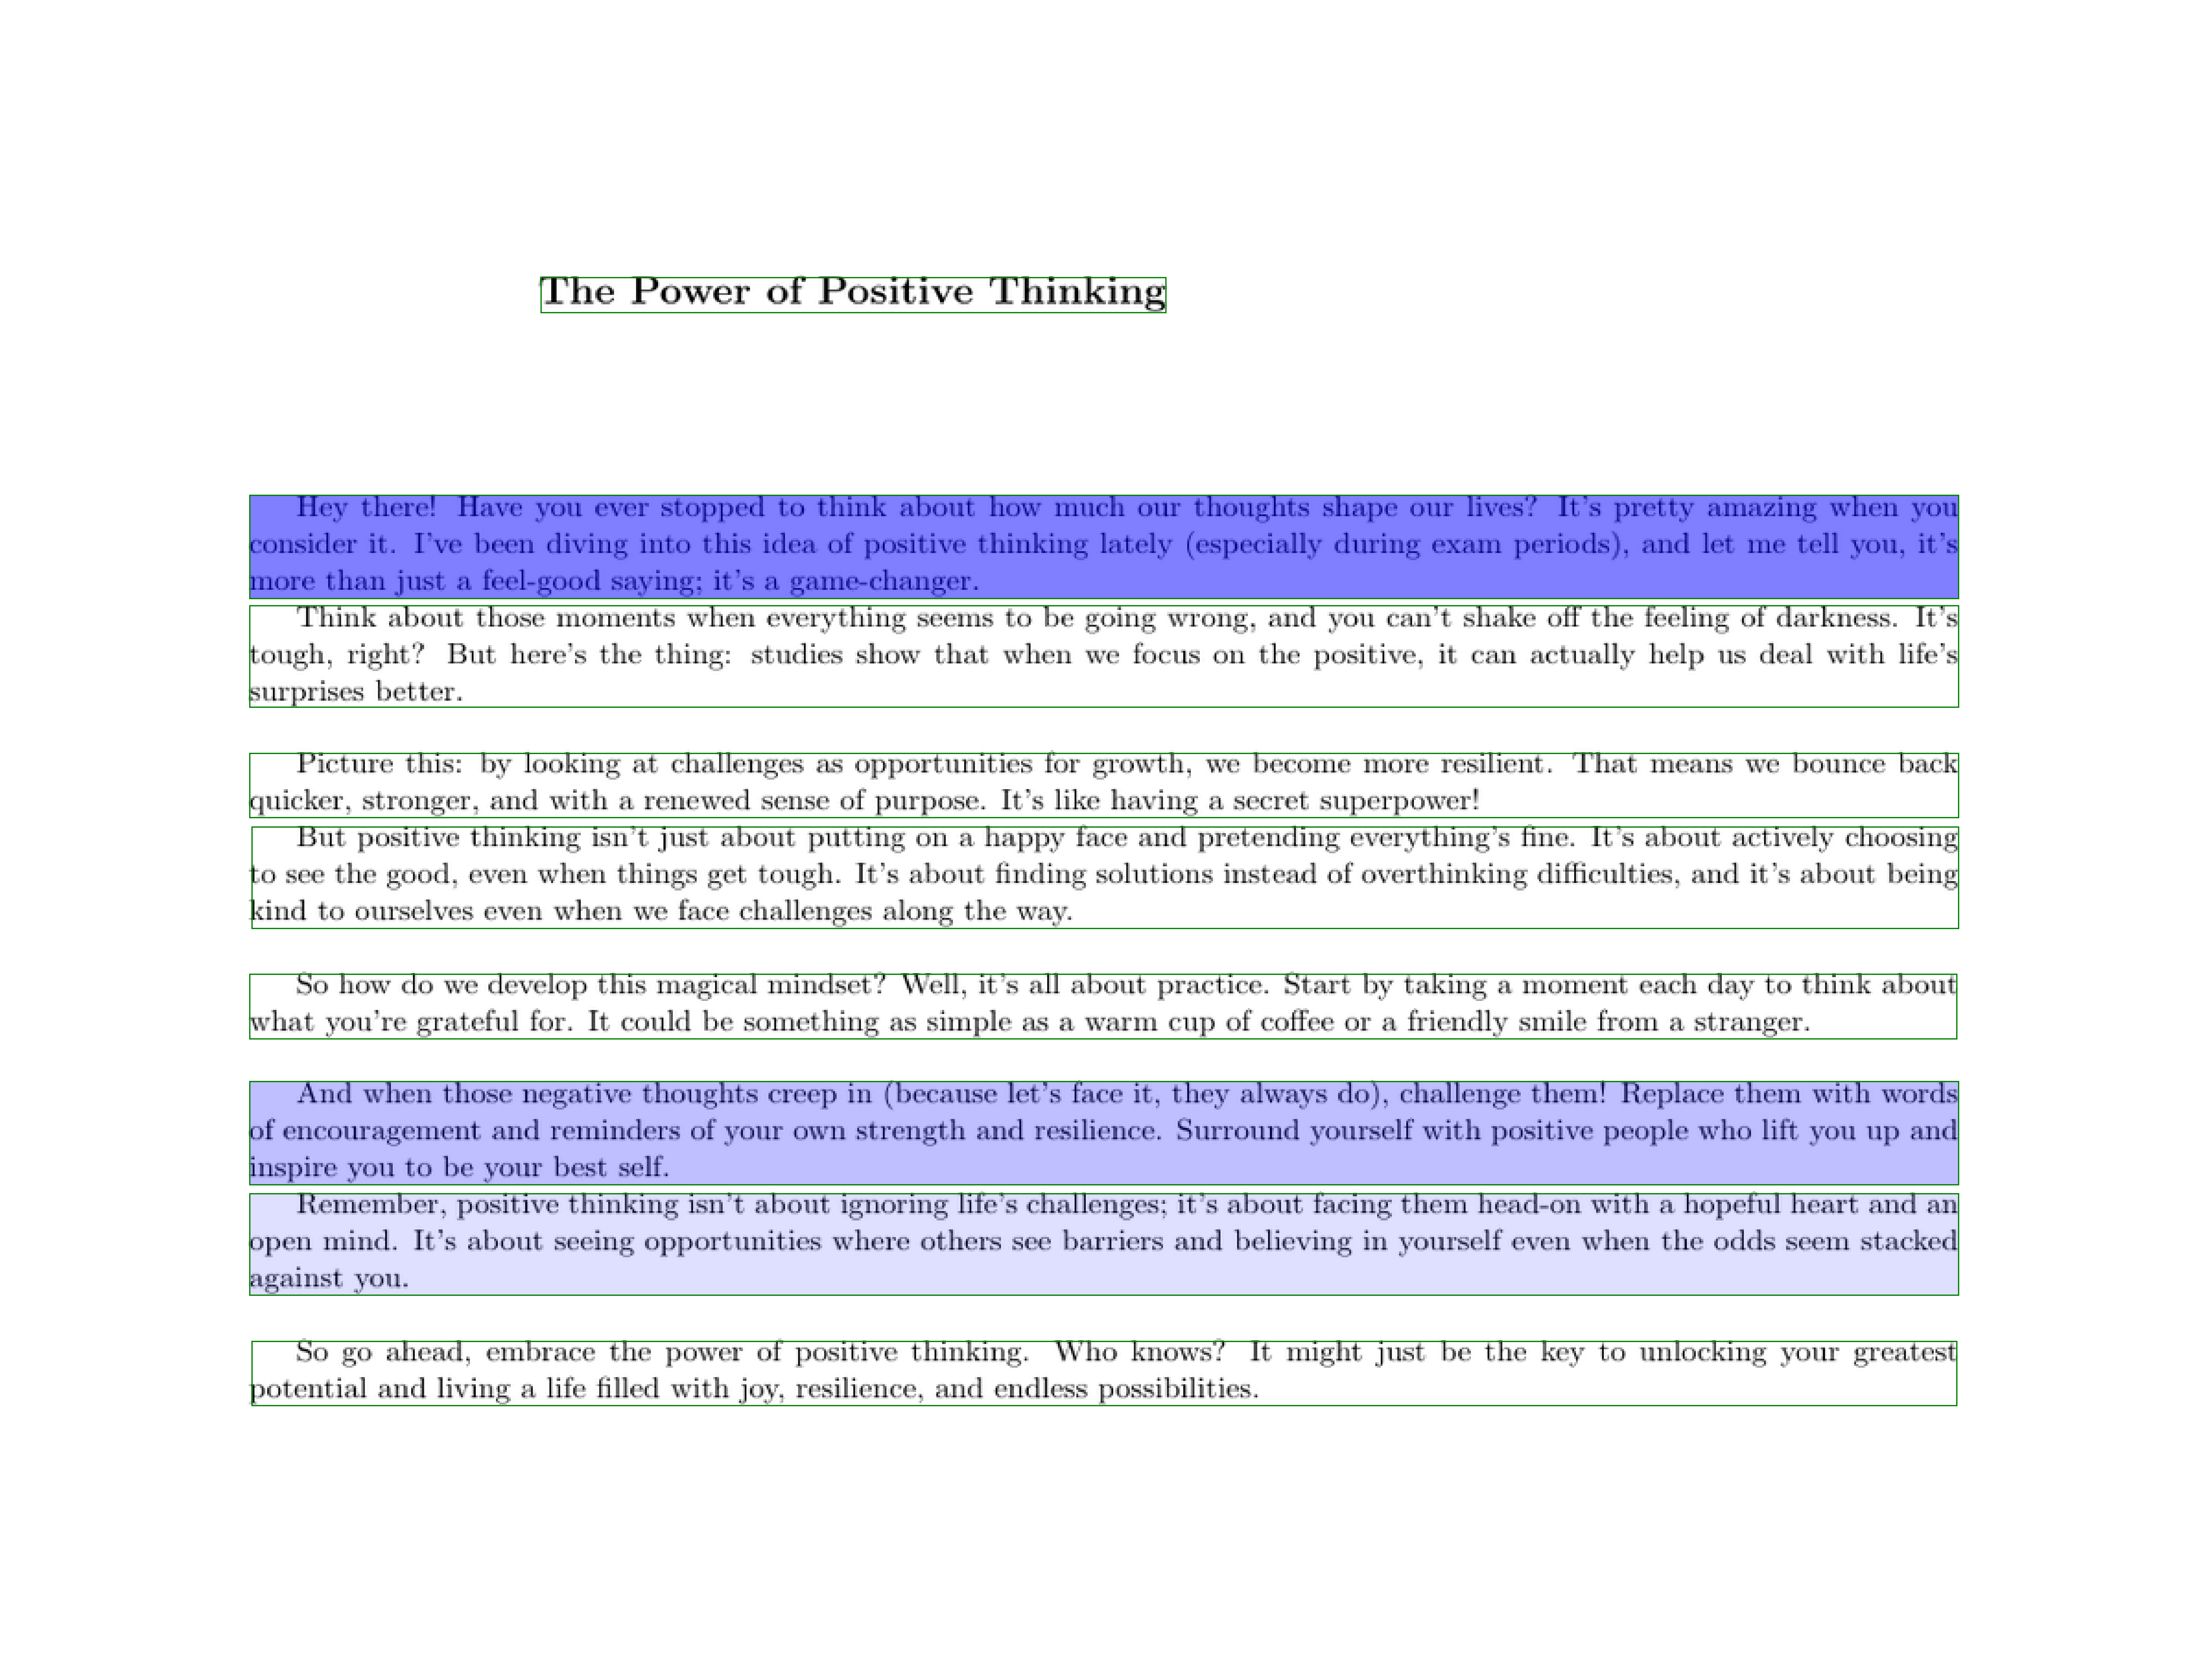 The Power of Positive Thinking
Hey there! Have you ever stopped to think about how much our thoughts shape our lives? It's pretty amazing when you
consider it. I've been diving into this idea of positive thinking lately (especially during exam periods), and let me tell you, it's
more than just a feel-good saying; it's a game-changer.
Think about those moments when everything seems to be going wrong, and you can't shake off the feeling of darkness. It's
tough, right? But here's the thing: studies show that when we focus on the positive, it can actually help us deal with life's
surprises better.
Picture this: by looking at challenges as opportunities for growth, we become more resilient. That means we bounce back
quicker, stronger, and with a renewed sense of purpose. It's like having a secret superpower!
But positive thinking isn't just about putting on a happy face and pretending everything's fine. It's about actively choosing
to see the good, even when things get tough. It's about finding solutions instead of overthinking difficulties, and it's about being
kind to ourselves even when we face challenges along the way.
So how do we develop this magical mindset? Well, it's all about practice. Start by taking a moment each day to think about
what you're grateful for. It could be something as simple as a warm cup of coffee or a friendly smile from a stranger.
And when those negative thoughts creep in (because let's face it, they always do), challenge them! Replace them with words
of encouragement and reminders of your own strength and resilience. Surround yourself with positive people who lift you up and
inspire you to be your best self.
Remember, positive thinking isn't about ignoring life's challenges; it's about facing them head-on with a hopeful heart and an
open mind. It's about seeing opportunities where others see barriers and believing in yourself even when the odds seem stacked
against you.
So go ahead, embrace the power of positive thinking. Who knows? It might just be the key to unlocking your greatest
potential and living a life filled with joy, resilience, and endless possibilities.